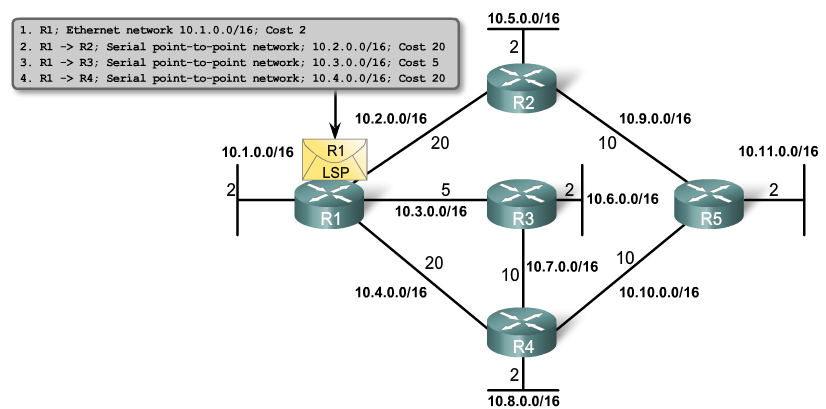 1. R1; Ethernet network 10.1.0.0/16; Cost 2
2. R1 -> R2; Serial point-to-point network; 10.2.0.0/16; Cost 20
3. R1 -> R3; Serial point-to-point network; 10.3.0.0/16; Cost 5
4. R1 -> R4; Serial point-to-point network; 10.4.0.0/16; Cost 20
10.5.0.0/16
2
R2
10.2.0.0/16
10.9.0.0/16
20
10
R1
LSP
10.1.0.0/16
10.11.0.0/16
2
5
2
2
R1
10.3.0.0/16
R3
10.6.0.0/16
R5
20
10
10.7.0.0/16
10
10.4.0.0/16
10.10.0.0/16
R4
2
10.8.0.0/16